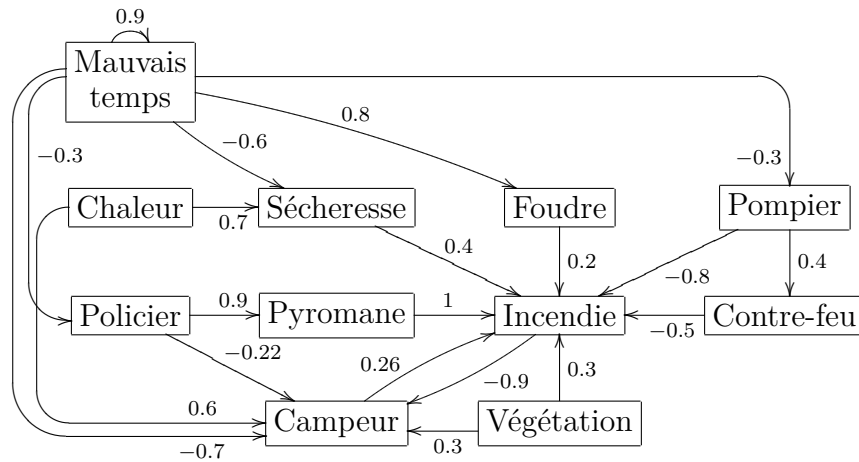 0.9
Mauvais
temps
0.8
−0.6
−0.3
−0.3
Chaleur
0.7
Sécheresse
Foudre
Pompier
0.4
0.2
−0.8
0.4
Policier
0.9
Pyromane
1
Incendie
−0.5
Contre-feu
−0.22
0.26
−0.9
0.3
0.6
−0.7
Campeur
0.3
Végétation